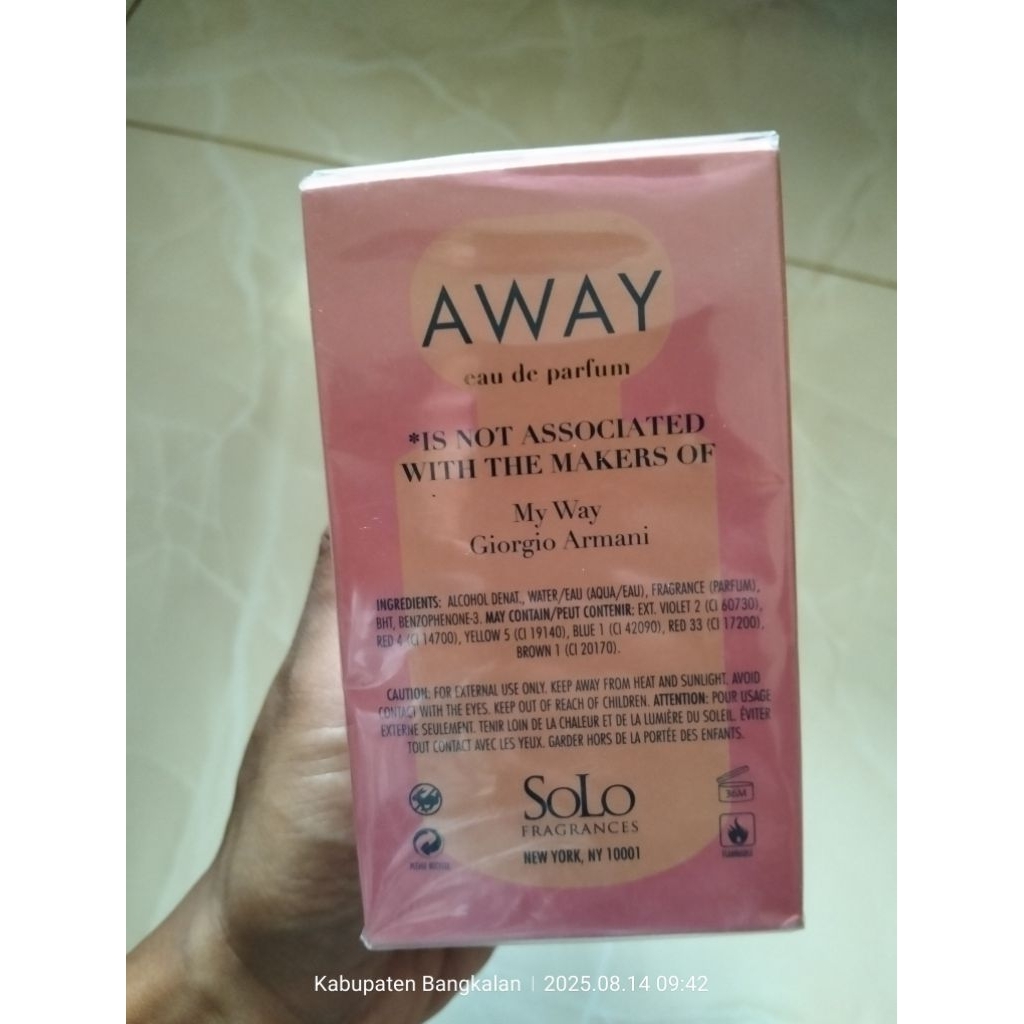 AWAY
eau de parfum
*IS NOT ASSOCIATED
WITH THE MAKERS OF
My Way
Giorgio Armani
INGREDIENTS: ALCOHOL DENAT., WATER/EAU (AQUA/EAU), FRAGRANCE (PARFUM),
BHT, BENZOPHENONE-3. MAY CONTAIN/PEUT CONTENIR: EXT. VIOLET 2 (CI 60730),
RED 4 (CI 14700), YELLOW 5 (CI 19140), BLUE 1 (CI 42090), RED 33 (CI 17200),
BROWN 1 (CI 20170).
CAUTION: FOR EXTERNAL USE ONLY. KEEP AWAY FROM HEAT AND SUNLIGHT, AVOID
CONTACT WITH THE EYES. KEEP OUT OF REACH OF CHILDREN. ATTENTION: POUR USAGE
EXTERNE SEULEMENT. TENIR LOIN DE LA CHALEUR ET DE LA LUMIÈRE DU SOLEIL. ÉVITER
TOUT CONTACT AVEC LES YEUX. GARDER HORS DE LA PORTÉE DES ENFANTS.
SOLO
FRAGRANCES
NEW YORK, NY 10001
36M
FLAMMABLE
Kabupaten Bangkalan | 2025.08.14 09:42